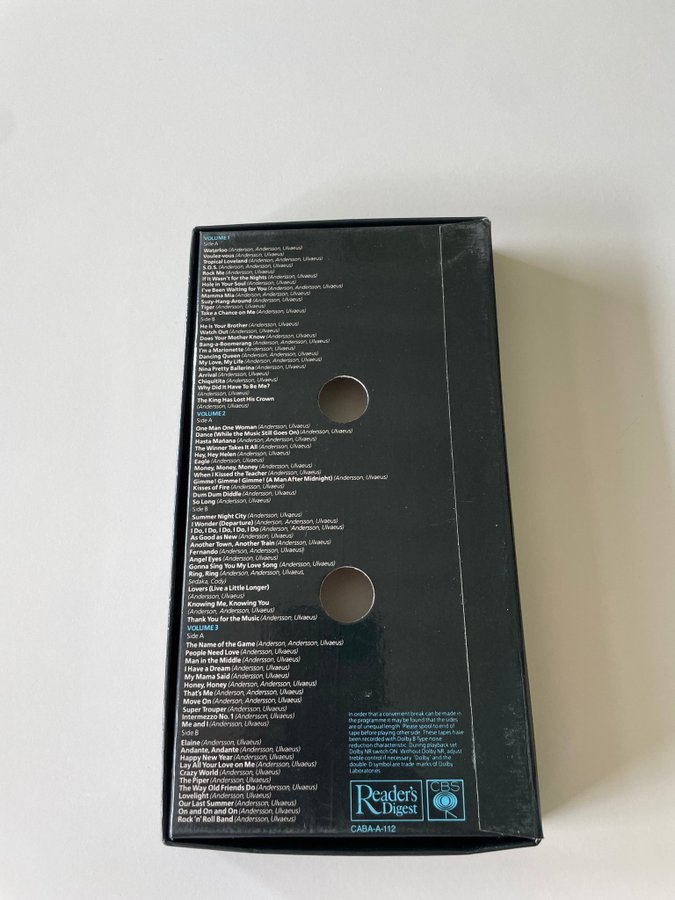 VOLUME 1
Side A
Waterloo (Anderson, Andersson, Ulvaeus)
Voulez-vous (Andersson, Ulvaeus)
Tropical Loveland (Anderson, Andersson, Ulvaeus)
S.O.S. (Anderson, Andersson, Ulvaeus)
Rock Me (Andersson, Ulvaeus)
If It Wasn't for the Nights (Andersson, Ulvaeus)
Hole in Your Soul (Andersson, Ulvaeus)
I've Been Waiting for You (Anderson, Andersson, Ulvaeus)
Mamma Mia (Anderson, Andersson, Ulvaeus)
Suzy-Hang-Around (Andersson, Ulvaeus)
Tiger (Andersson, Ulvaeus)
Take a Chance on Me (Andersson, Ulvaeus)
Side B
He is Your Brother (Andersson, Ulvaeus)
Watch Out (Andersson, Ulvaeus)
Does Your Mother Know (Andersson, Ulvaeus)
Bang-a-Boomerang (Anderson, Andersson, Ulvaeus)
I'm a Marionette (Andersson, Ulvaeus)
Dancing Queen (Anderson, Andersson, Ulvaeus)
My Love, My Life (Anderson, Andersson, Ulvaeus)
Nina Pretty Ballerina (Andersson, Ulvaeus)
Arrival (Andersson, Ulvaeus)
Chiquitita (Andersson, Ulvaeus)
Why Did It Have To Be Me?
(Andersson, Ulvaeus)
The King Has Lost His Crown
(Andersson, Ulvaeus)
VOLUME 2
Side A
One Man One Woman (Andersson, Ulvaeus)
Dance (While the Music Still Goes On) (Andersson, Ulvaeus)
Hasta Mañana (Anderson, Andersson, Ulvaeus)
The Winner Takes It All (Andersson, Ulvaeus)
Hey, Hey Helen (Andersson, Ulvaeus)
Eagle (Andersson, Ulvaeus)
Money, Money, Money (Andersson, Ulvaeus)
When I Kissed the Teacher (Andersson, Ulvaeus)
Gimme! Gimme! Gimme! (A Man After Midnight) (Andersson, Ulvaeus)
Kisses of Fire (Andersson, Ulvaeus)
Dum Dum Diddle (Andersson, Ulvaeus)
So Long (Andersson, Ulvaeus)
Side B
Summer Night City (Andersson, Ulvaeus)
I Wonder (Departure) (Anderson, Andersson, Ulvaeus)
I Do, I Do, I Do, I Do, I Do (Anderson, Andersson, Ulvaeus)
As Good as New (Andersson, Ulvaeus)
Another Town, Another Train (Andersson, Ulvaeus)
Fernando (Anderson, Andersson, Ulvaeus)
Angel Eyes (Andersson, Ulvaeus)
Gonna Sing You My Love Song (Andersson, Ulvaeus)
Ring, Ring (Anderson, Andersson, Ulvaeus,
Sedaka, Cody)
Lovers (Live a Little Longer)
(Andersson, Ulvaeus)
Knowing Me, Knowing You
(Anderson, Andersson, Ulvaeus)
Thank You for the Music (Andersson, Ulvaeus)
VOLUME 3
Side A
The Name of the Game (Anderson, Andersson, Ulvaeus)
People Need Love (Andersson, Ulvaeus)
Man in the Middle (Andersson, Ulvaeus)
I Have a Dream (Andersson, Ulvaeus)
My Mama Said (Andersson, Ulvaeus)
Honey, Honey (Anderson, Andersson, Ulvaeus)
That's Me (Anderson, Andersson, Ulvaeus)
Move On (Andersson, Ulvaeus)
Super Trouper (Andersson, Ulvaeus)
Intermezzo No. 1 (Andersson, Ulvaeus)
Me and I (Andersson, Ulvaeus)
Side B
Elaine (Andersson, Ulvaeus)
Andante, Andante (Andersson, Ulvaeus)
Happy New Year (Andersson, Ulvaeus)
Lay All Your Love on Me (Andersson, Ulvaeus)
Crazy World (Andersson, Ulvaeus)
The Piper (Andersson, Ulvaeus)
The Way Old Friends Do (Andersson, Ulvaeus)
Lovelight (Andersson, Ulvaeus)
Our Last Summer (Andersson, Ulvaeus)
On and On and On (Andersson, Ulvaeus)
Rock 'n' Roll Band (Andersson, Ulvaeus)
In order that a convenient break can be made in
the programme it may be found that the sides
are of unequal length. Please spool to end of
tape before playing other side. These tapes have
been recorded with Dolby B Type noise
reduction characteristic. During playback set
Dolby NR switch ON. Without Dolby NR, adjust
treble control if necessary. 'Dolby' and the
double-D symbol are trade marks of Dolby
Laboratories.
Reader's
Digest
CBS
CABA-A-112